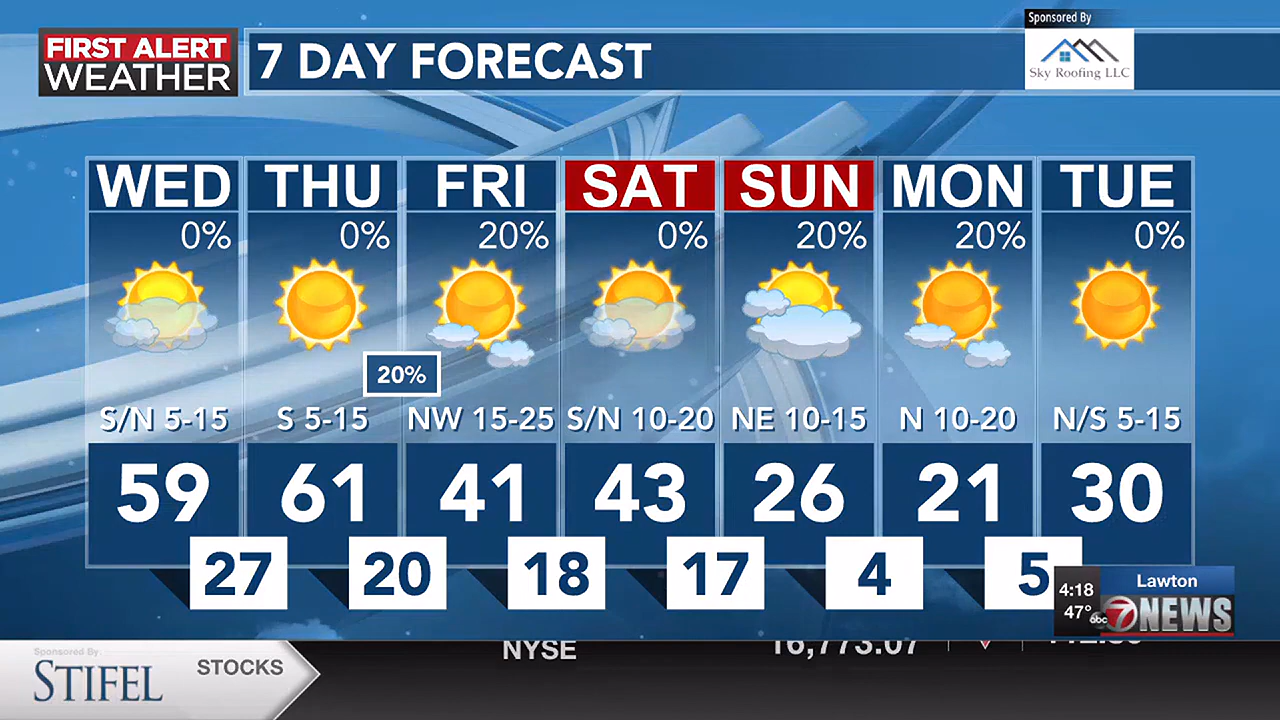 Sponsored By
FIRST ALERT
WEATHER
7 DAY FORECAST
Sky Roofing LLC
WED THU FRI SAT SUN MON TUE
0% 0% 20% 0% 20% 20% 0%
20%
S/N 5-15 S 5-15 NW 15-25 S/N 10-20 NE 10-15 N 10-20 N/S 5-15
59 61 41 43 26 21 30
27 20 18 17 4 5
4:18 Lawton
47° abc 7NEWS
Sponsored By
STIFEL STOCKS
NYSE 16,773.07